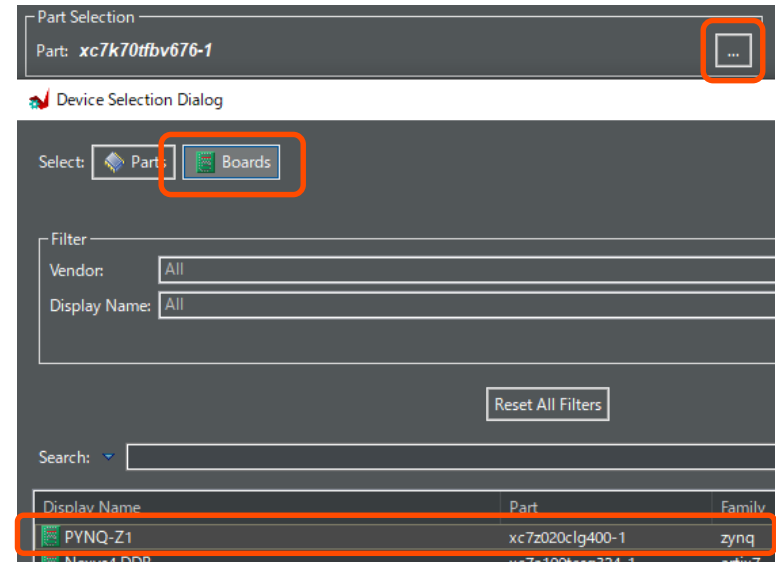 Part Selection
Part: xc7k70tfbv676-1
...
Device Selection Dialog
Select: Parts Boards
Filter
Vendor: All
Display Name: All
Reset All Filters
Search:
Display Name Part Family
PYNQ-Z1 xc7z020clg400-1 zynq